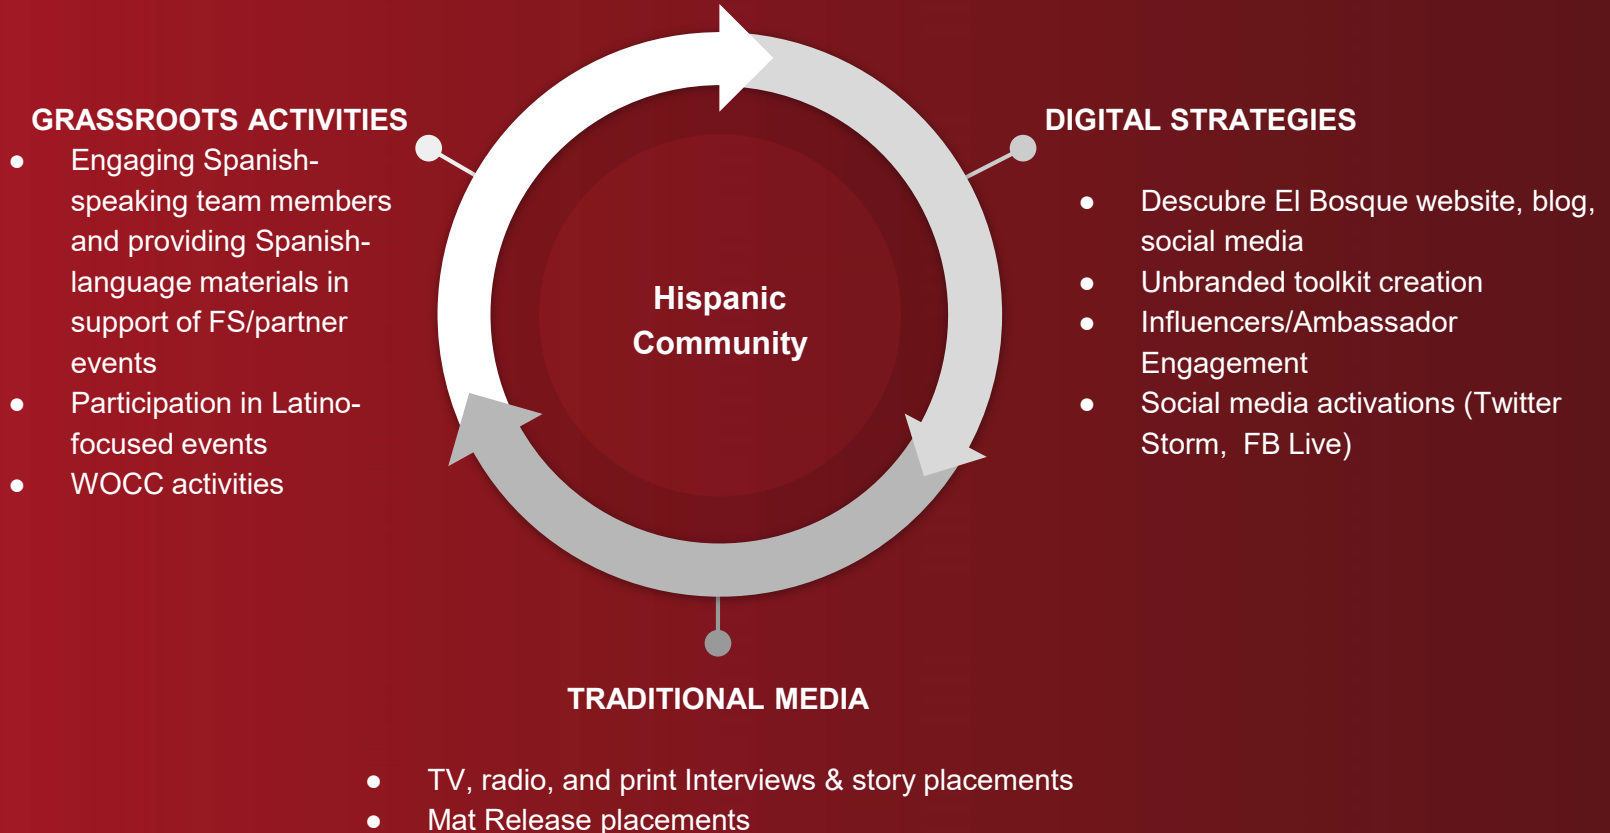 GRASSROOTS ACTIVITIES
● Engaging Spanish-
speaking team members
and providing Spanish-
language materials in
support of FS/partner
events
● Participation in Latino-
focused events
● WOCC activities
Hispanic
Community
DIGITAL STRATEGIES
● Descubre El Bosque website, blog,
social media
● Unbranded toolkit creation
● Influencers/Ambassador
Engagement
● Social media activations (Twitter
Storm,  FB Live)
TRADITIONAL MEDIA
● TV, radio, and print Interviews & story placements
● Mat Release placements